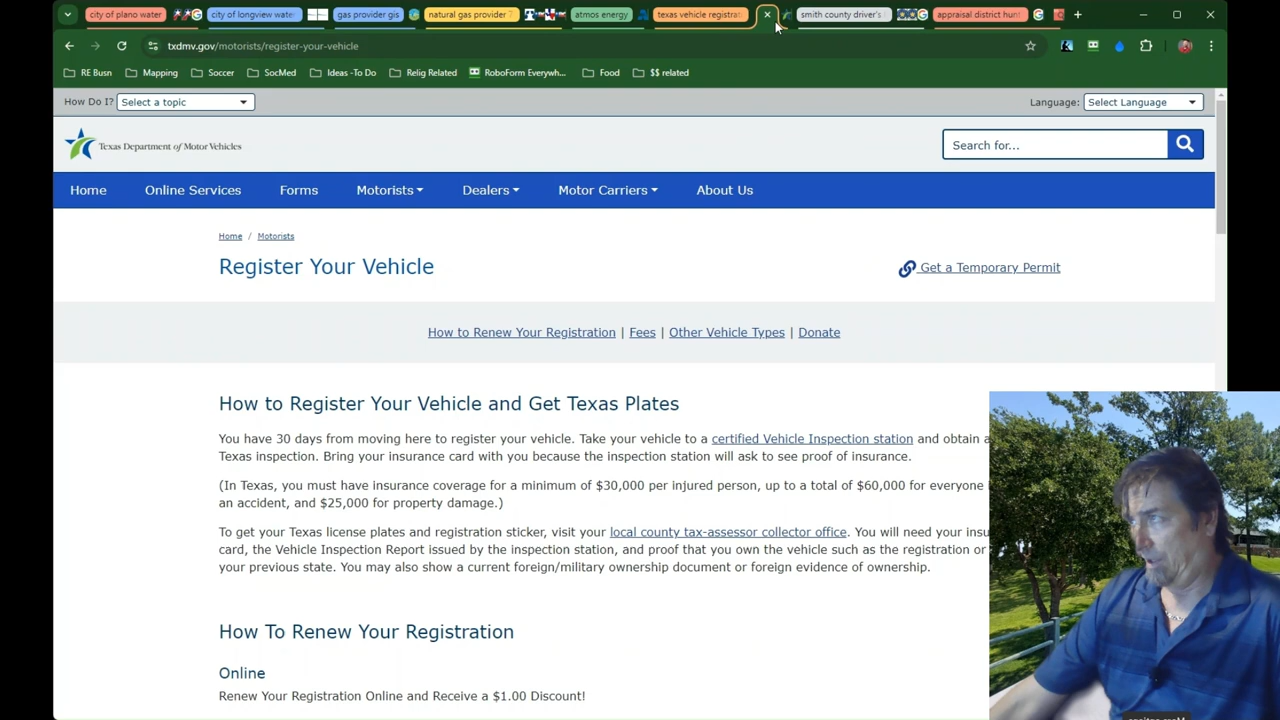 city of plano water
city of longview water
gas provider gis
natural gas provider 7
atmos energy
texas vehicle registrat
smith county driver's l
appraisal district hunt
txdmv.gov/motorists/register-your-vehicle
RE Busn
Mapping
Soccer
SocMed
Ideas -To Do
Relig Related
RoboForm Everywh...
Food
$$ related
How Do I? Select a topic
Language: Select Language
Texas Department of Motor Vehicles
Search for...
Home
Online Services
Forms
Motorists
Dealers
Motor Carriers
About Us
Home / Motorists
Register Your Vehicle
Get a Temporary Permit
How to Renew Your Registration | Fees | Other Vehicle Types | Donate
How to Register Your Vehicle and Get Texas Plates
You have 30 days from moving here to register your vehicle. Take your vehicle to a certified Vehicle Inspection station and obtain a
Texas inspection. Bring your insurance card with you because the inspection station will ask to see proof of insurance.
(In Texas, you must have insurance coverage for a minimum of $30,000 per injured person, up to a total of $60,000 for everyone
an accident, and $25,000 for property damage.)
To get your Texas license plates and registration sticker, visit your local county tax-assessor collector office. You will need your insu
card, the Vehicle Inspection Report issued by the inspection station, and proof that you own the vehicle such as the registration or
your previous state. You may also show a current foreign/military ownership document or foreign evidence of ownership.
How To Renew Your Registration
Online
Renew Your Registration Online and Receive a $1.00 Discount!